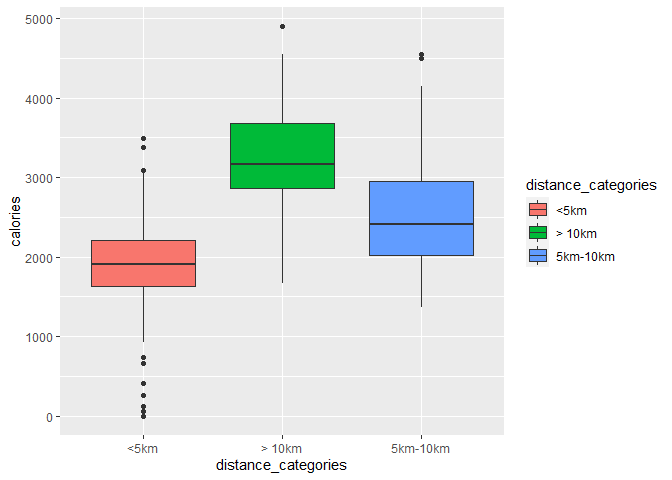 5000
4000
3000
2000
1000
0
calories
<5km
> 10km
5km-10km
distance_categories
distance_categories
<5km
> 10km
5km-10km